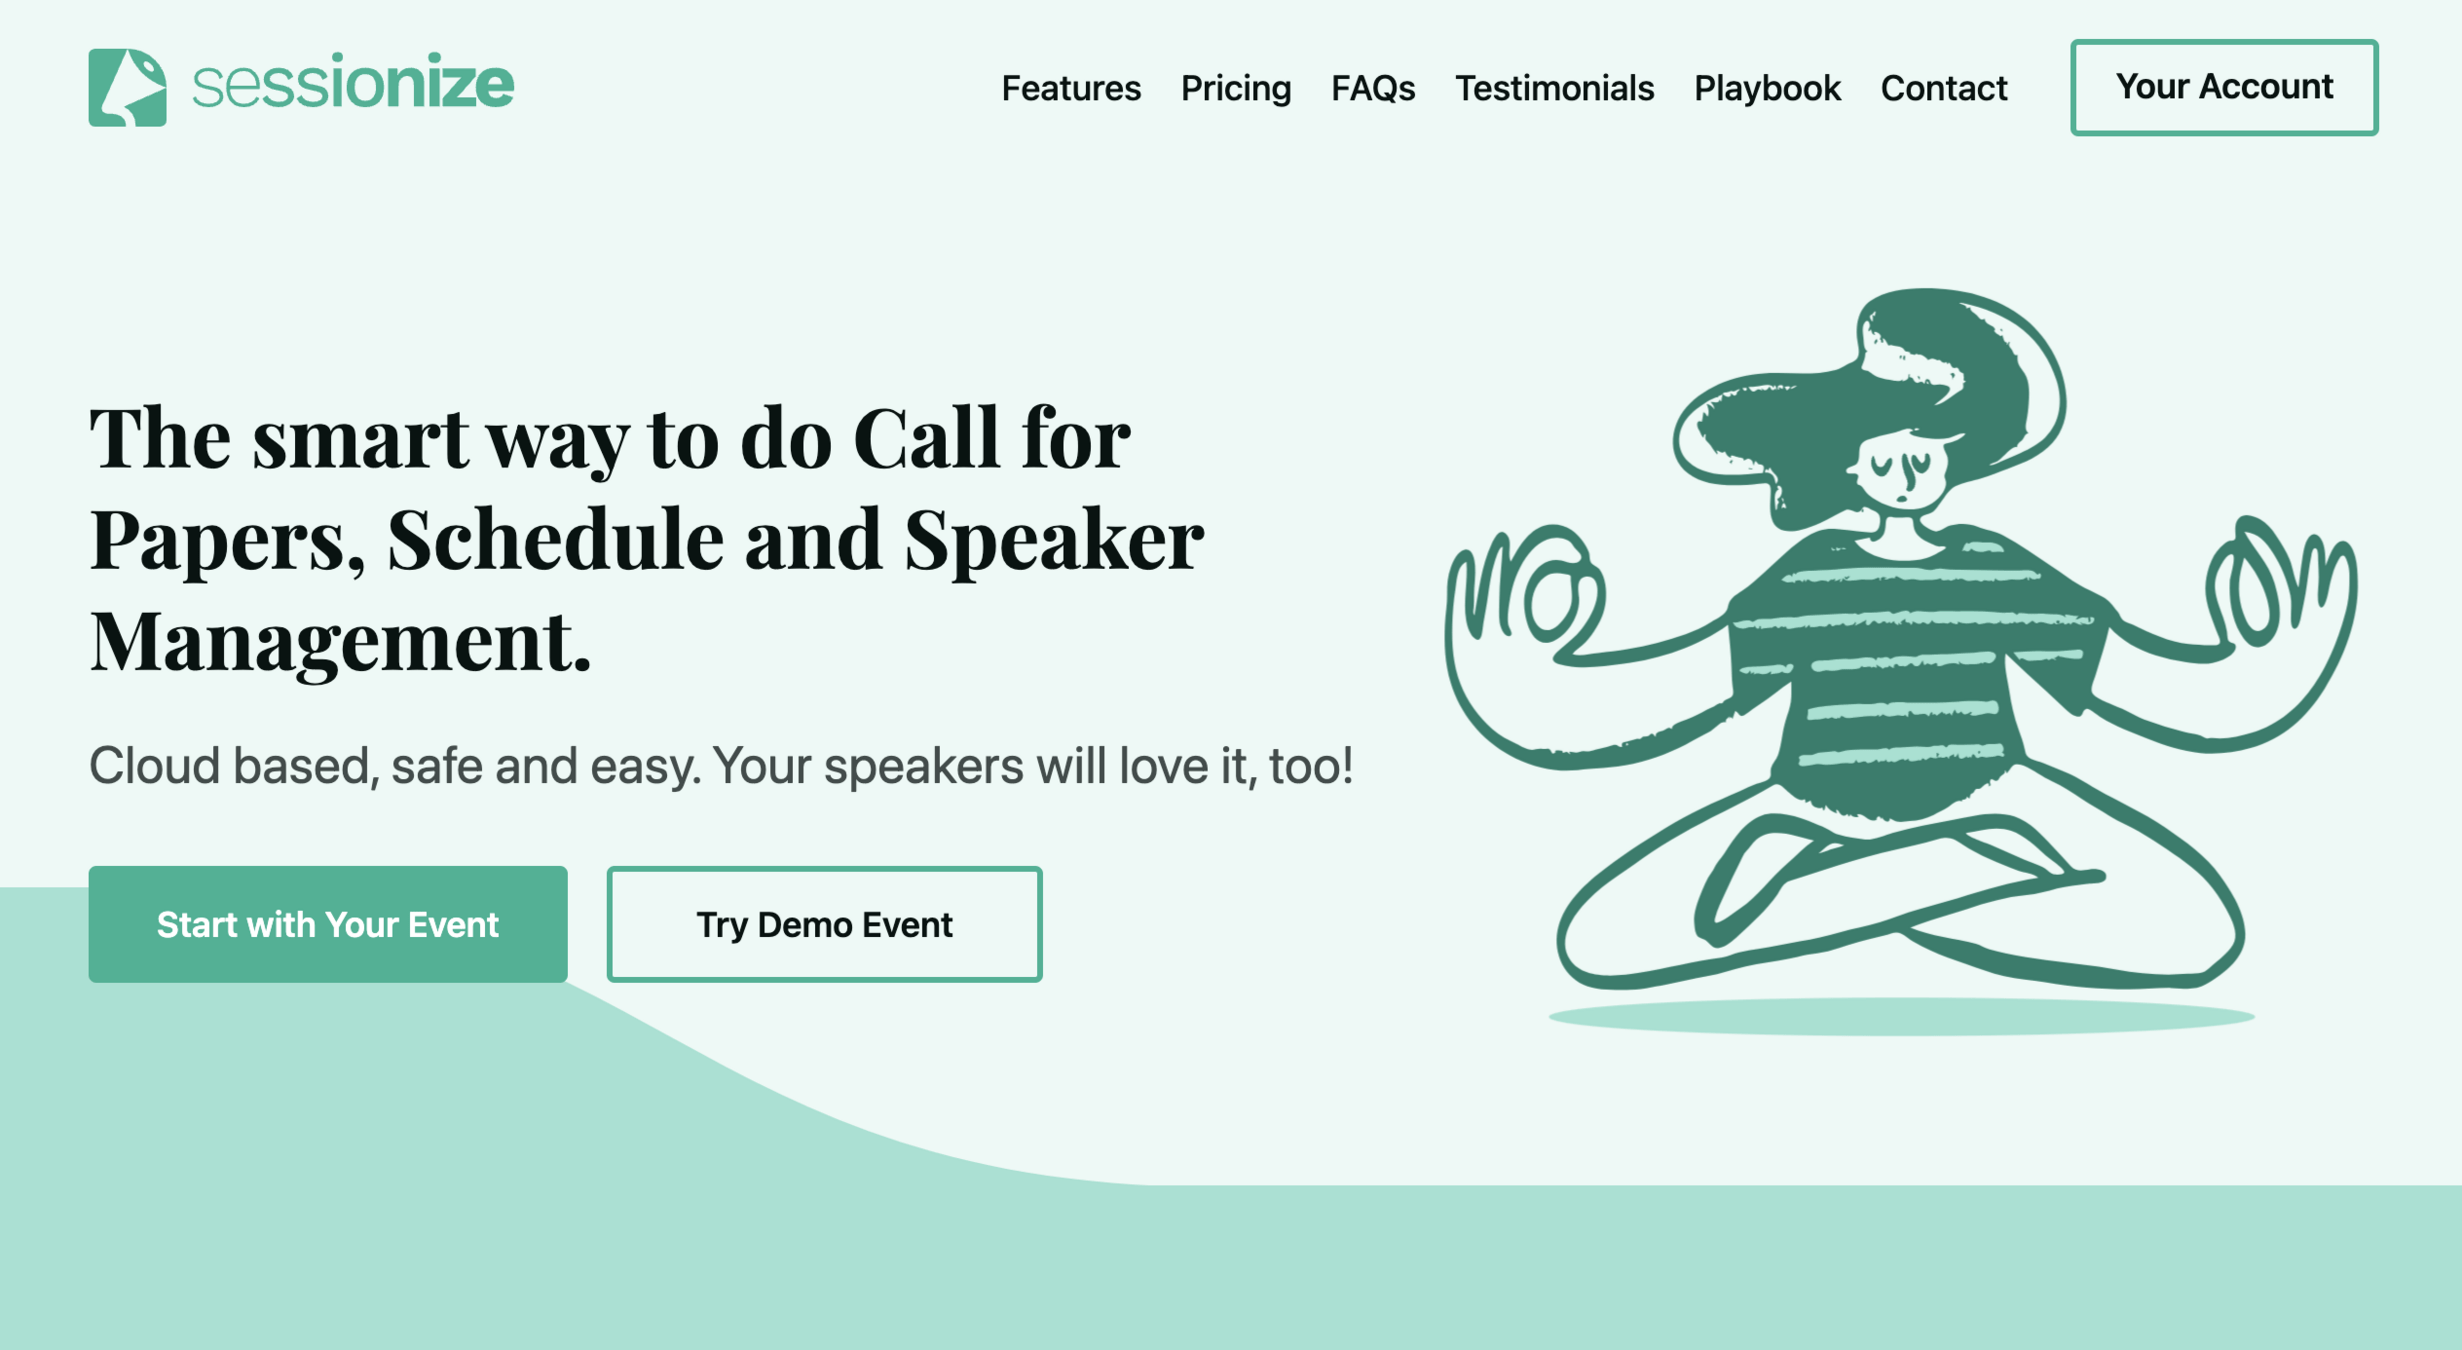 sessionize
Features
Pricing
FAQs
Testimonials
Playbook
Contact
Your Account
The smart way to do Call for
Papers, Schedule and Speaker
Management.
Cloud based, safe and easy. Your speakers will love it, too!
Start with Your Event
Try Demo Event